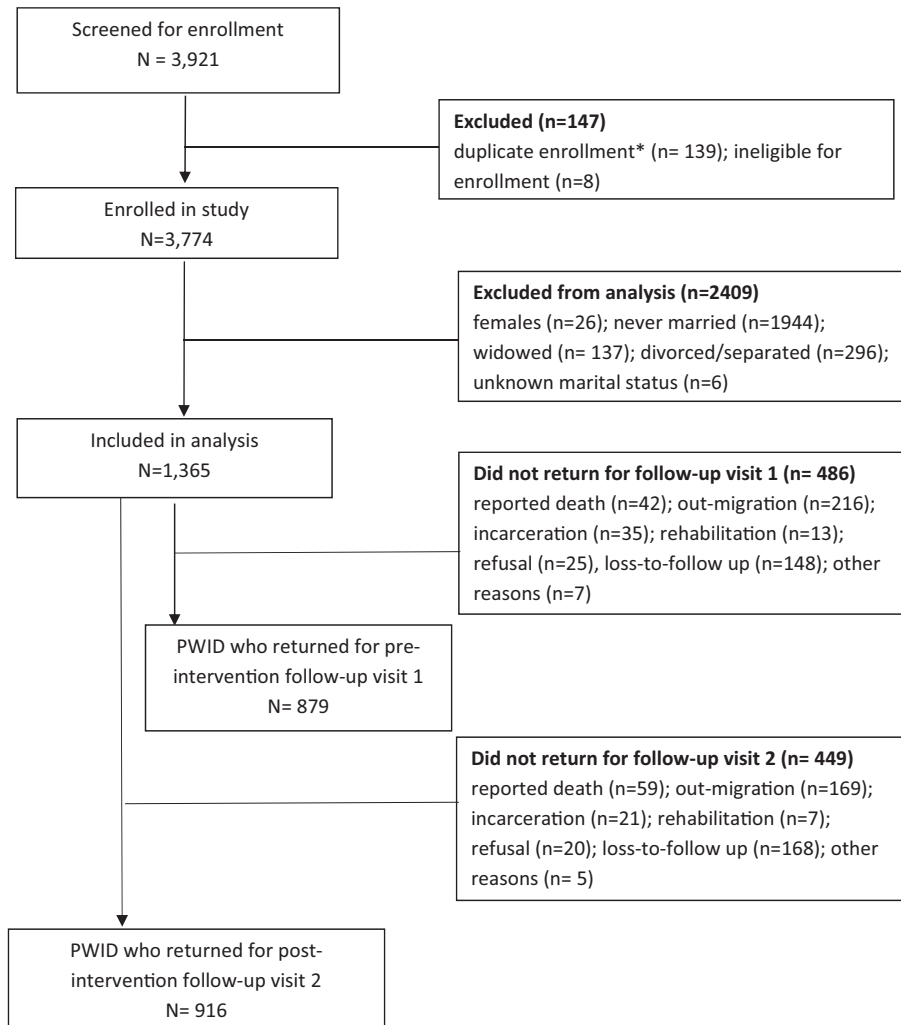 Screened for enrollment
N = 3,921
Excluded (n=147)
duplicate enrollment* (n= 139); ineligible for
enrollment (n=8)
Enrolled in study
N=3,774
Excluded from analysis (n=2409)
females (n=26); never married (n=1944);
widowed (n= 137); divorced/separated (n=296);
unknown marital status (n=6)
Included in analysis
N=1,365
Did not return for follow-up visit 1 (n= 486)
reported death (n=42); out-migration (n=216);
incarceration (n=35); rehabilitation (n=13);
refusal (n=25), loss-to-follow up (n=148); other
reasons (n=7)
PWID who returned for pre-
intervention follow-up visit 1
N= 879
Did not return for follow-up visit 2 (n= 449)
reported death (n=59); out-migration (n=169);
incarceration (n=21); rehabilitation (n=7);
refusal (n=20); loss-to-follow up (n=168); other
reasons (n= 5)
PWID who returned for post-
intervention follow-up visit 2
N= 916